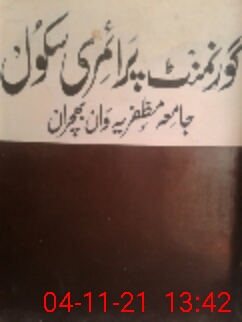 گورنمنٹ پرائمری سکول
جامعہ مظفریہ واں بھچراں
04-11-21 13:42